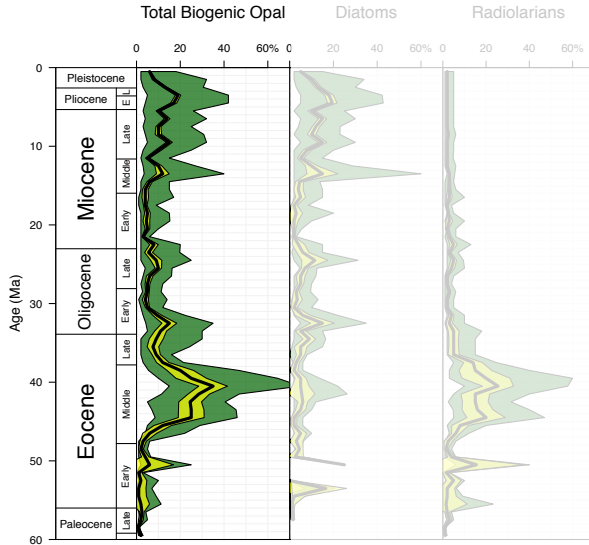 Total Biogenic Opal Diatoms Radiolarians
0 20 40 60% 0 20 40 60% 20 40 60%
0
10
20
30
40
50
60
Age (Ma)
Pleistocene
Pliocene
E L
Miocene
Late
Middle
Early
Oligocene
Late
Early
Eocene
Late
Middle
Early
Paleocene
Late